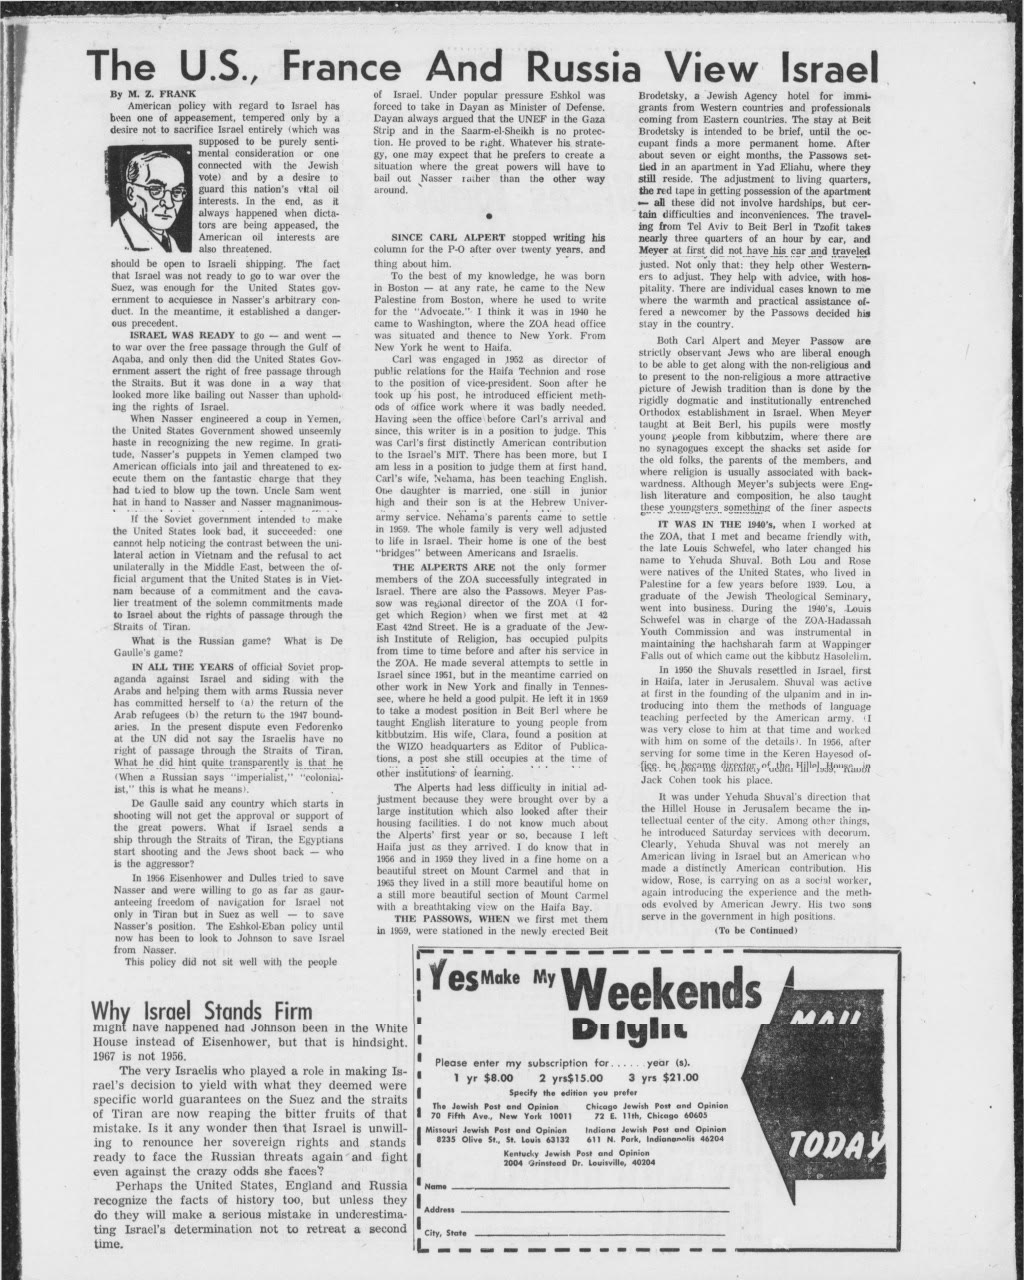 The U.S., France And Russia View Israel
By M. Z. FRANK
American policy with regard to Israel has
been one of appeasement, tempered only by a
desire not to sacrifice Israel entirely (which was
supposed to be purely senti-
mental consideration or one
connected with the Jewish
vote) and by a desire to
guard this nation's vital oil
interests. In the end, as it
always happened when dicta-
tors are being appeased, the
American oil interests are
also threatened.
should be open to Israeli shipping. The fact
that Israel was not ready to go to war over the
Suez, was enough for the United States gov-
ernment to acquiesce in Nasser's arbitrary con-
duct. In the meantime, it established a danger-
ous precedent.
ISRAEL WAS READY to go — and went —
to war over the free passage through the Gulf of
Aqaba, and only then did the United States Gov-
ernment assert the right of free passage through
the Straits. But it was done in a way that
looked more like bailing out Nasser than uphold-
ing the rights of Israel.
When Nasser engineered a coup in Yemen,
the United States Government showed unseemly
haste in recognizing the new regime. In grati-
tude, Nasser's puppets in Yemen clamped two
American officials into jail and threatened to ex-
ecute them on the fantastic charge that they
had tried to blow up the town. Uncle Sam went
hat in hand to Nasser and Nasser magnanimous-
If the Soviet government intended to make
the United States look bad, it succeeded: one
cannot help noticing the contrast between the uni-
lateral action in Vietnam and the refusal to act
unilaterally in the Middle East, between the of-
ficial argument that the United States is in Viet-
nam because of a commitment and the cava-
lier treatment of the solemn commitments made
to Israel about the rights of passage through the
Straits of Tiran.
What is the Russian game? What is De
Gaulle's game?
IN ALL THE YEARS of official Soviet prop-
aganda against Israel and siding with the
Arabs and helping them with arms Russia never
has committed herself to (a) the return of the
Arab refugees (b) the return to the 1947 bound-
aries. In the present dispute even Fedorenko
at the UN did not say the Israelis have no
right of passage through the Straits of Tiran.
What he did hint quite transparently is that he
(When a Russian says "imperialist," "colonial-
ist," this is what he means).
De Gaulle said any country which starts in
shooting will not get the approval or support of
the great powers. What if Israel sends a
ship through the Straits of Tiran, the Egyptians
start shooting and the Jews shoot back — who
is the aggressor?
In 1956 Eisenhower and Dulles tried to save
Nasser and were willing to go as far as gaur-
anteeing freedom of navigation for Israel not
only in Tiran but in Suez as well — to save
Nasser's position. The Eshkol-Eban policy until
now has been to look to Johnson to save Israel
from Nasser.
This policy did not sit well with the people
of Israel. Under popular pressure Eshkol was
forced to take in Dayan as Minister of Defense.
Dayan always argued that the UNEF in the Gaza
Strip and in the Saarm-el-Sheikh is no protec-
tion. He proved to be right. Whatever his strate-
gy, one may expect that he prefers to create a
situation where the great powers will have to
bail out Nasser rather than the other way
around.
•
SINCE CARL ALPERT stopped writing his
column for the P-O after over twenty years, and
thing about him.
To the best of my knowledge, he was born
in Boston — at any rate, he came to the New
Palestine from Boston, where he used to write
for the "Advocate." I think it was in 1940 he
came to Washington, where the ZOA head office
was situated and thence to New York. From
New York he went to Haifa.
Carl was engaged in 1952 as director of
public relations for the Haifa Technion and rose
to the position of vice-president. Soon after he
took up his post, he introduced efficient meth-
ods of office work where it was badly needed.
Having seen the office before Carl's arrival and
since, this writer is in a position to judge. This
was Carl's first distinctly American contribution
to the Israel's MIT. There has been more, but I
am less in a position to judge them at first hand.
Carl's wife, Nehama, has been teaching English.
One daughter is married, one still in junior
high and their son is at the Hebrew Univer-
army service. Nehama's parents came to settle
in 1959. The whole family is very well adjusted
to life in Israel. Their home is one of the best
"bridges" between Americans and Israelis.
THE ALPERTS ARE not the only former
members of the ZOA successfully integrated in
Israel. There are also the Passows. Meyer Pas-
sow was regional director of the ZOA (I for-
get which Region) when we first met at 42
East 42nd Street. He is a graduate of the Jew-
ish Institute of Religion, has occupied pulpits
from time to time before and after his service in
the ZOA. He made several attempts to settle in
Israel since 1951, but in the meantime carried on
other work in New York and finally in Tennes-
see, where he held a good pulpit. He left it in 1959
to take a modest position in Beit Berl where he
taught English literature to young people from
kitbbutzim. His wife, Clara, found a position at
the WIZO headquarters as Editor of Publica-
tions, a post she still occupies at the time of
other institutions of learning.
The Alperts had less difficulty in initial ad-
justment because they were brought over by a
large institution which also looked after their
housing facilities. I do not know much about
the Alperts' first year or so, because I left
Haifa just as they arrived. I do know that in
1956 and in 1959 they lived in a fine home on a
beautiful street on Mount Carmel and that in
1965 they lived in a still more beautiful home on
a still more beautiful section of Mount Carmel
with a breathtaking view on the Haifa Bay.
THE PASSOWS, WHEN we first met them
in 1959, were stationed in the newly erected Beit
Brodetsky, a Jewish Agency hotel for immi-
grants from Western countries and professionals
coming from Eastern countries. The stay at Beit
Brodetsky is intended to be brief, until the oc-
cupant finds a more permanent home. After
about seven or eight months, the Passows set-
tled in an apartment in Yad Eliahu, where they
still reside. The adjustment to living quarters,
the red tape in getting possession of the apartment
— all these did not involve hardships, but cer-
tain difficulties and inconveniences. The travel-
ing from Tel Aviv to Beit Berl in Tzofit takes
nearly three quarters of an hour by car, and
Meyer at first did not have his car and traveled
justed. Not only that: they help other Western-
ers to adjust. They help with advice, with hos-
pitality. There are individual cases known to me
where the warmth and practical assistance of-
fered a newcomer by the Passows decided his
stay in the country.
Both Carl Alpert and Meyer Passow are
strictly observant Jews who are liberal enough
to be able to get along with the non-religious and
to present to the non-religious a more attractive
picture of Jewish tradition than is done by the
rigidly dogmatic and institutionally entrenched
Orthodox establishment in Israel. When Meyer
taught at Beit Berl, his pupils were mostly
young people from kibbutzim, where there are
no synagogues except the shacks set aside for
the old folks, the parents of the members, and
where religion is usually associated with back-
wardness. Although Meyer's subjects were Eng-
lish literature and composition, he also taught
these youngsters something of the finer aspects
IT WAS IN THE 1940's, when I worked at
the ZOA, that I met and became friendly with,
the late Louis Schwefel, who later changed his
name to Yehuda Shuval. Both Lou and Rose
were natives of the United States, who lived in
Palestine for a few years before 1939. Lou, a
graduate of the Jewish Theological Seminary,
went into business. During the 1940's, Louis
Schwefel was in charge of the ZOA-Hadassah
Youth Commission and was instrumental in
maintaining the hachsharah farm at Wappinger
Falls out of which came out the kibbutz Hasolelim.
In 1950 the Shuvals resettled in Israel, first
in Haifa, later in Jerusalem. Shuval was active
at first in the founding of the ulpanim and in in-
troducing into them the methods of language
teaching perfected by the American army. (I
was very close to him at that time and worked
with him on some of the details). In 1956, after
serving for some time in the Keren Hayesod of-
fice, he became director of the Hillel House in
Jack Cohen took his place.
It was under Yehuda Shuval's direction that
the Hillel House in Jerusalem became the in-
tellectual center of the city. Among other things,
he introduced Saturday services with decorum.
Clearly, Yehuda Shuval was not merely an
American living in Israel but an American who
made a distinctly American contribution. His
widow, Rose, is carrying on as a social worker,
again introducing the experience and the meth-
ods evolved by American Jewry. His two sons
serve in the government in high positions.
(To be Continued)
Why Israel Stands Firm
might have happened had Johnson been in the White
House instead of Eisenhower, but that is hindsight.
1967 is not 1956.
The very Israelis who played a role in making Is-
rael's decision to yield with what they deemed were
specific world guarantees on the Suez and the straits
of Tiran are now reaping the bitter fruits of that
mistake. Is it any wonder then that Israel is unwill-
ing to renounce her sovereign rights and stands
ready to face the Russian threats again and fight
even against the crazy odds she faces?
Perhaps the United States, England and Russia
recognize the facts of history too, but unless they
do they will make a serious mistake in underestima-
ting Israel's determination not to retreat a second
time.
Yes Make My Weekends
Bright
MAIL
TODAY
Please enter my subscription for...... year (s).
1 yr $8.00 2 yrs$15.00 3 yrs $21.00
Specify the edition you prefer
The Jewish Post and Opinion
70 Fifth Ave., New York 10011
Chicago Jewish Post and Opinion
72 E. 11th, Chicago 60605
Missouri Jewish Post and Opinion
8235 Olive St., St. Louis 63132
Indiana Jewish Post and Opinion
611 N. Park, Indianapolis 46204
Kentucky Jewish Post and Opinion
2004 Grinstead Dr. Louisville, 40204
Name
Address
City, State